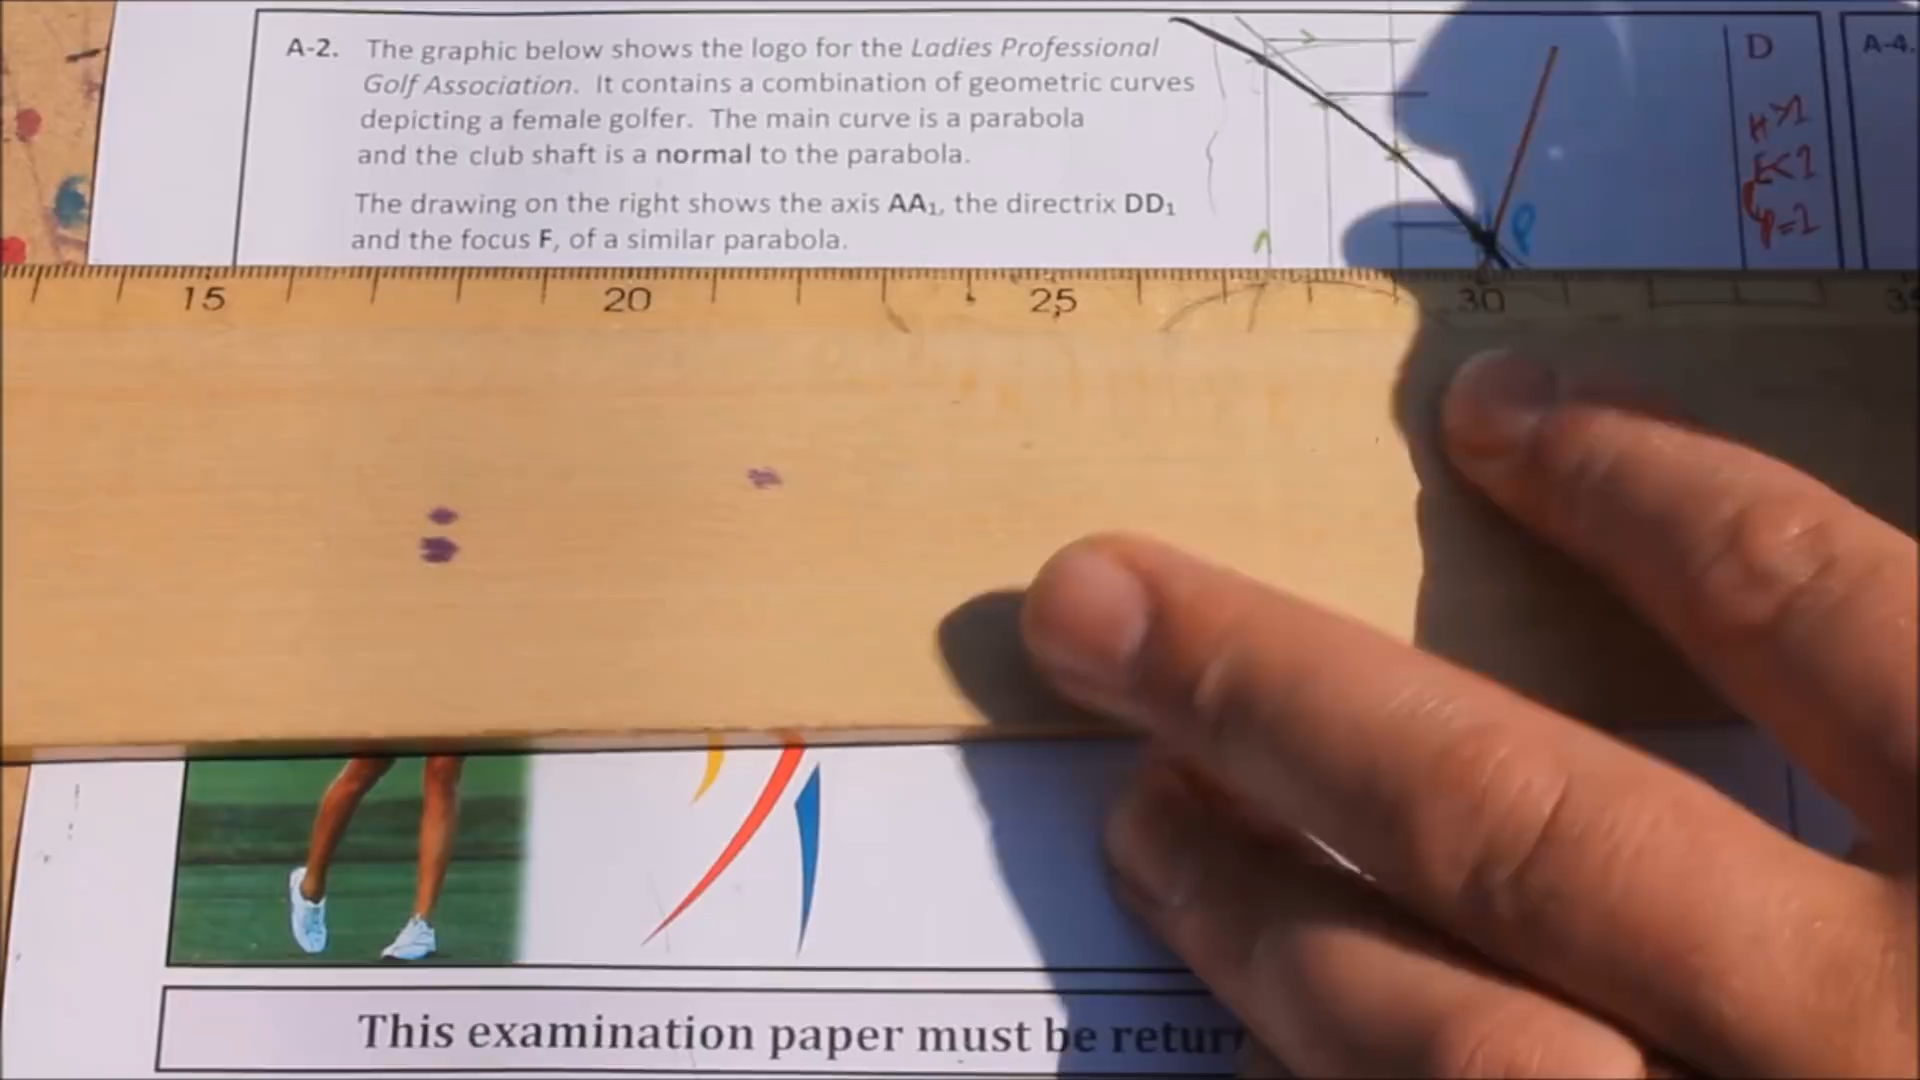 A-2. The graphic below shows the logo for the Ladies Professional
Golf Association. It contains a combination of geometric curves
depicting a female golfer. The main curve is a parabola
and the club shaft is a normal to the parabola.
The drawing on the right shows the axis AA₁, the directrix DD₁
and the focus F, of a similar parabola.
D
A-4.
H>1
E<1
P=1
P
15 20 25 30
This examination paper must be retur